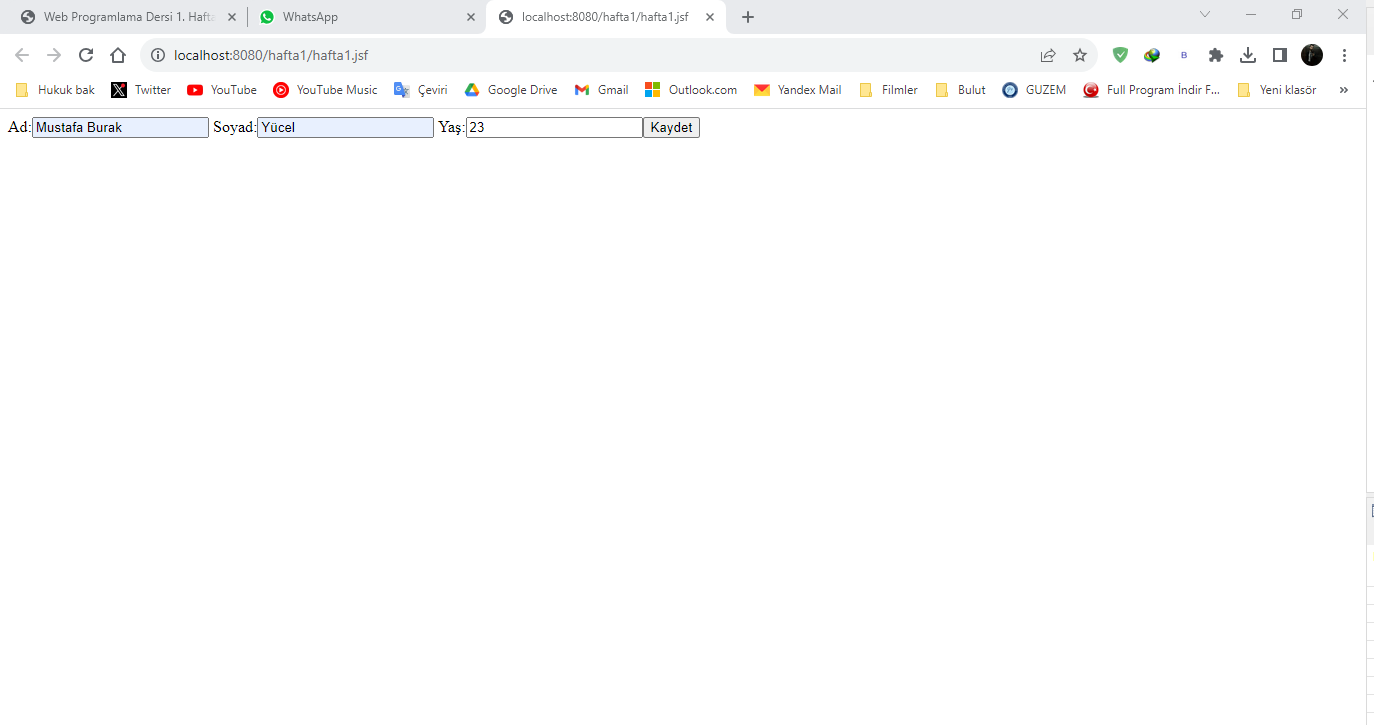 Web Programlama Dersi 1. Hafta WhatsApp localhost:8080/hafta1/hafta1.jsf
localhost:8080/hafta1/hafta1.jsf B
Hukuk bak Twitter YouTube YouTube Music Çeviri Google Drive Gmail Outlook.com Yandex Mail Filmler Bulut GUZEM Full Program İndir F... Yeni klasör »
Ad: Mustafa Burak Soyad: Yücel Yaş: 23 Kaydet